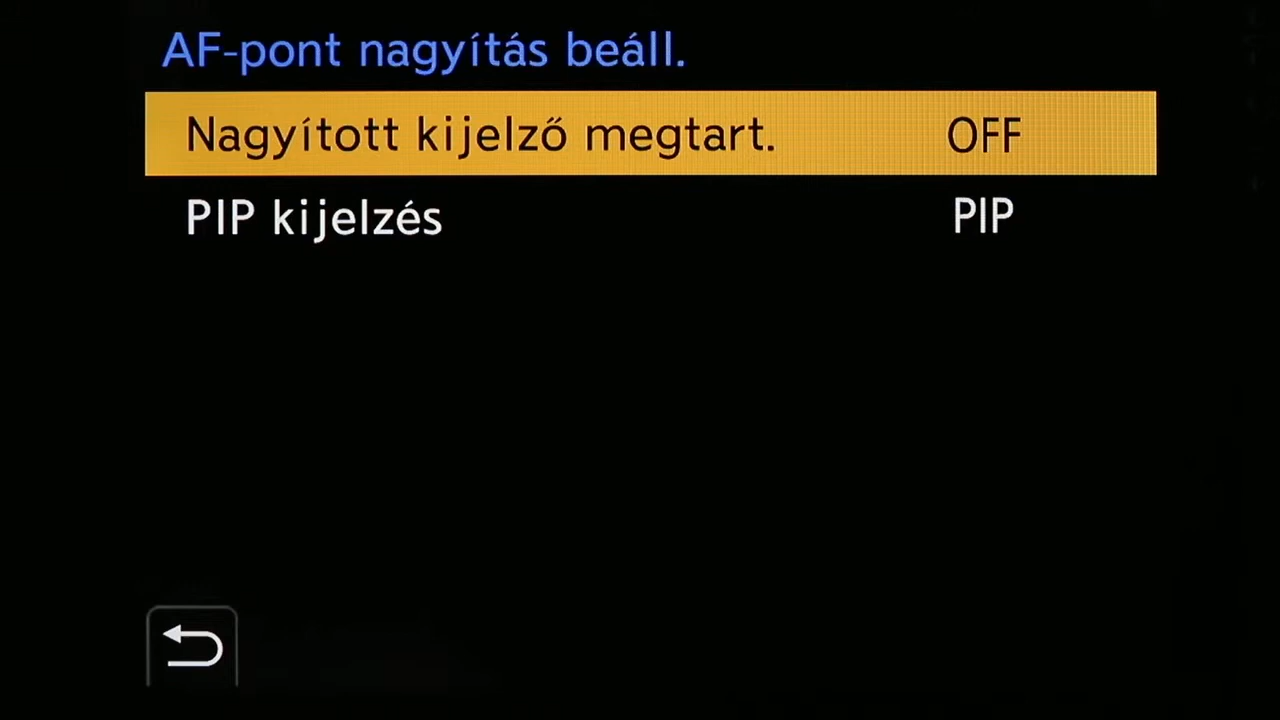 AF-pont nagyítás beáll.
Nagyított kijelző megtart. OFF
PIP kijelzés PIP